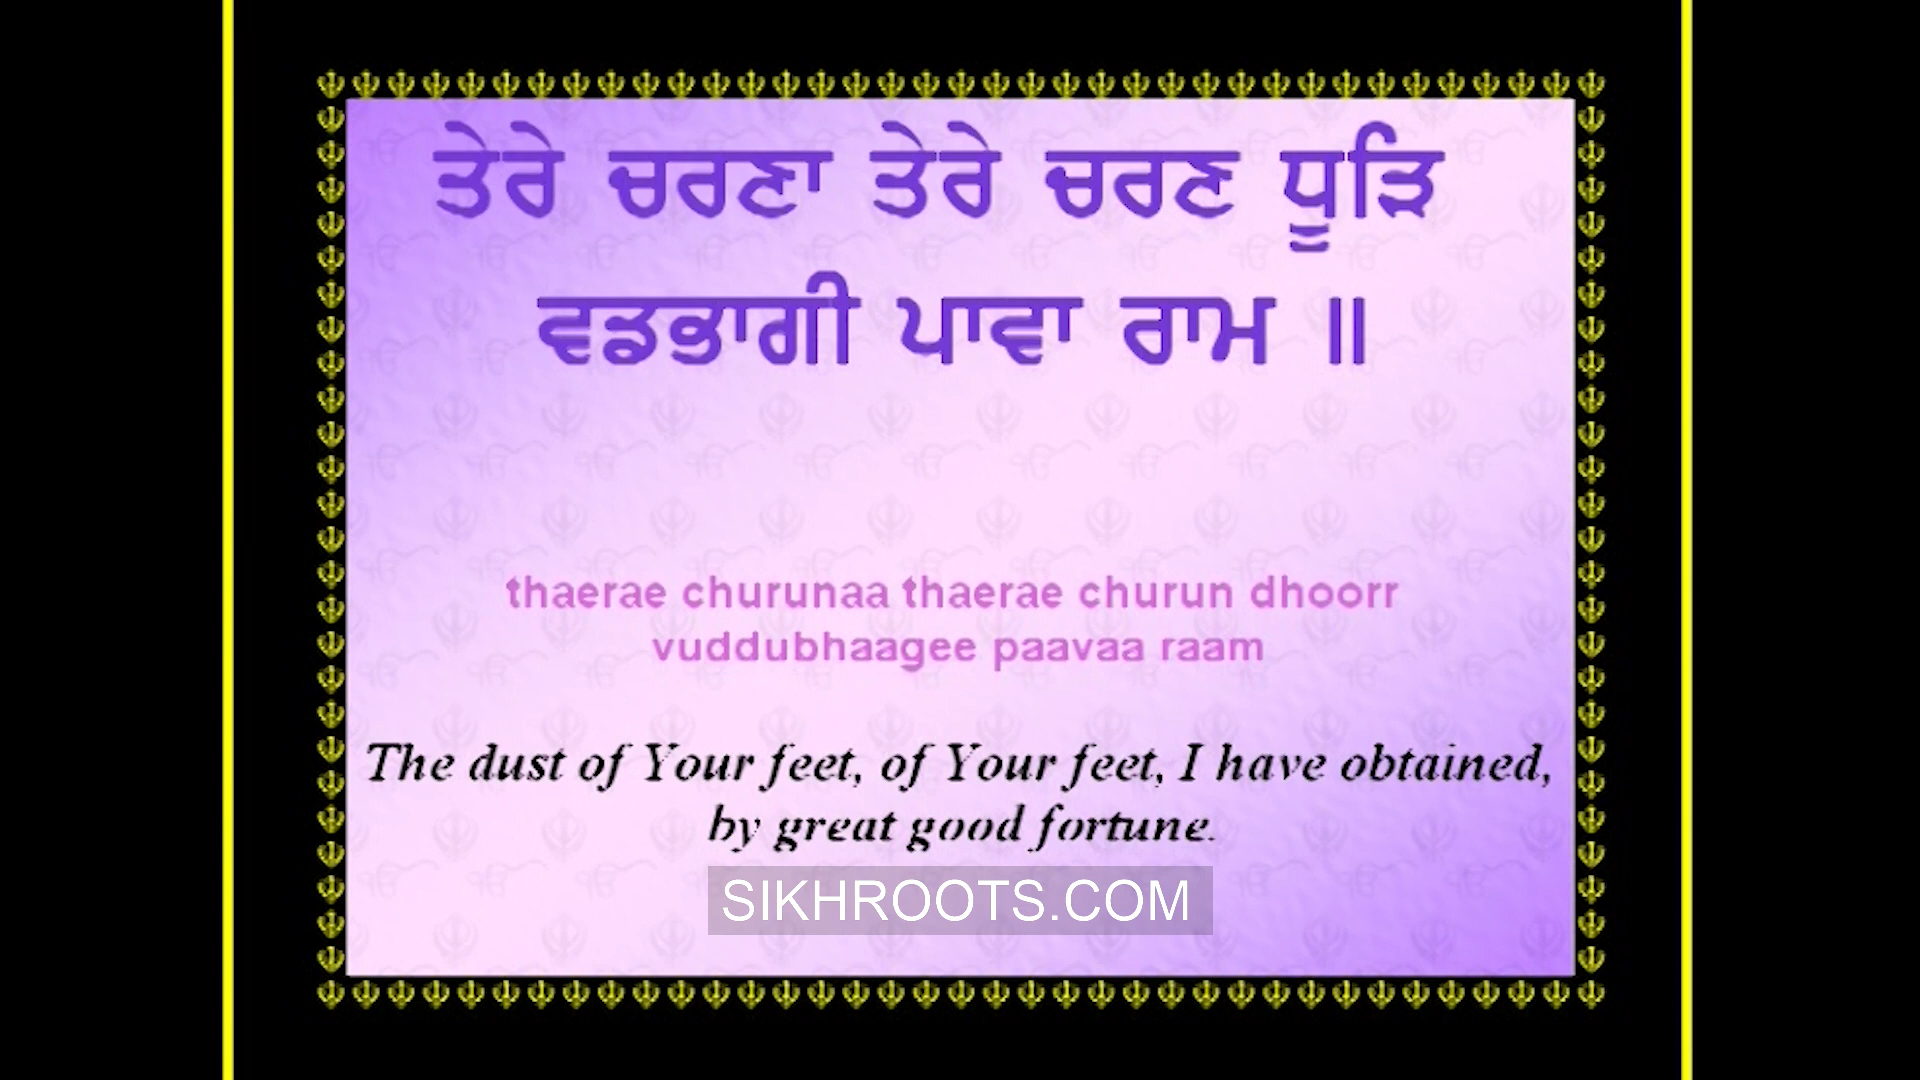 ਤੇਰੇ ਚਰਣਾ ਤੇਰੇ ਚਰਣ ਧੂੜਿ
ਵਡਭਾਗੀ ਪਾਵਾ ਰਾਮ ॥
thaerae churunaa thaerae churun dhoorr
vuddubhaagee paavaa raam
The dust of Your feet, of Your feet, I have obtained,
by great good fortune.
SIKHROOTS.COM